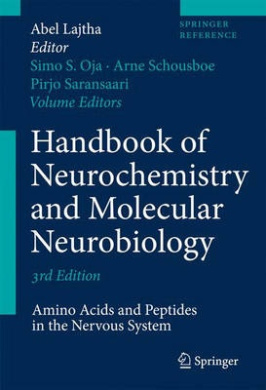 Abel Lajtha
Editor
SPRINGER
REFERENCE
Simo S. Oja · Arne Schousboe
Pirjo Saransaari
Volume Editors
Handbook of
Neurochemistry
and Molecular
Neurobiology
3rd Edition
Amino Acids and Peptides
in the Nervous System
Springer